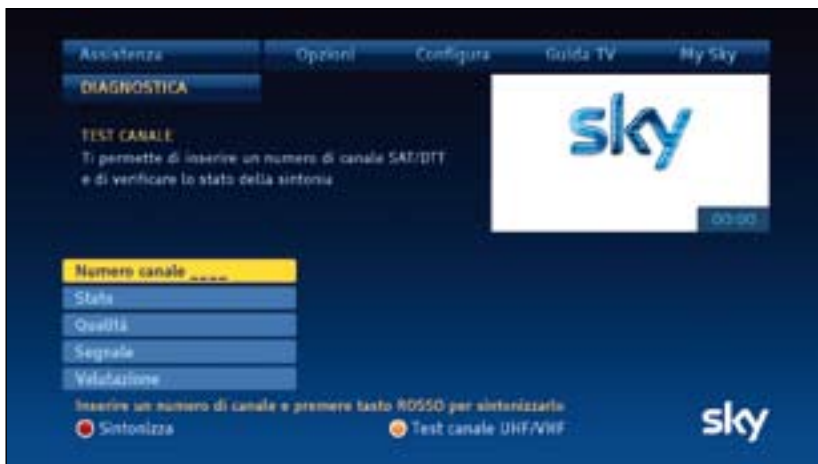 Assistenza Opzioni Configura Guida TV My Sky
DIAGNOSTICA
sky
TEST CANALE
Ti permette di inserire un numero di canale SAT/DTT
e di verificare lo stato della sintonia
00:00
Numero canale _ _ _ _
Stato
Qualità
Segnale
Valutazione
Inserire un numero di canale e premere tasto ROSSO per sintonizzarlo
Sintonizza Test canale UHF/VHF
sky